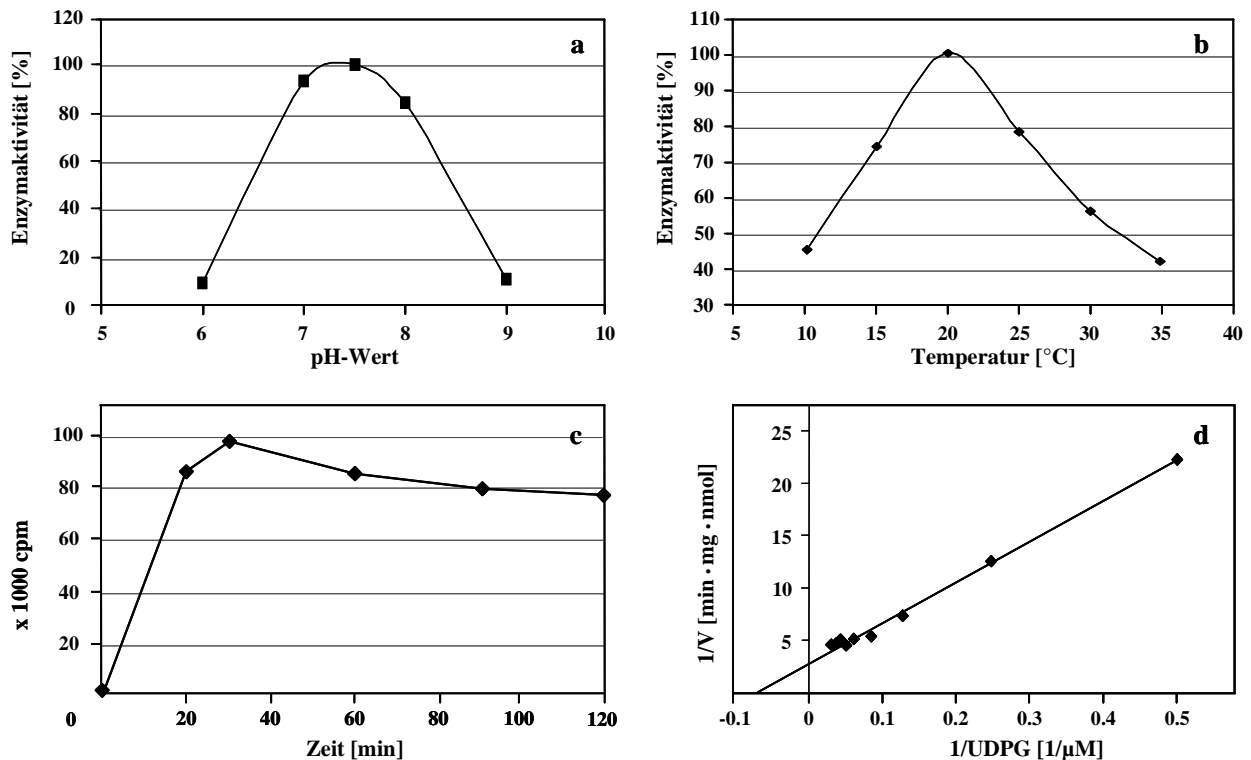 a
Enzymaktivität [%]
120
100
80
60
40
20
0
5 6 7 8 9 10
pH-Wert
b
Enzymaktivität [%]
110
100
90
80
70
60
50
40
30
5 10 15 20 25 30 35 40
Temperatur [°C]
c
x 1000 cpm
100
80
60
80
20
0 20 40 60 80 100 120
Zeit [min]
d
1/V [min·mg·nmol]
25
20
15
10
5
-0.1 0 0.1 0.2 0.3 0.4 0.5
1/UDPG [1/µM]